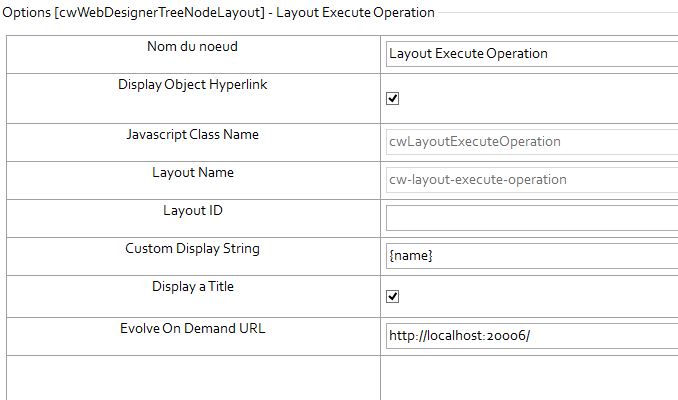 Options [cwWebDesignerTreeNodeLayout] - Layout Execute Operation
Nom du noeud Layout Execute Operation
Display Object Hyperlink
Javascript Class Name cwLayoutExecuteOperation
Layout Name cw-layout-execute-operation
Layout ID
Custom Display String {name}
Display a Title
Evolve On Demand URL http://localhost:20006/